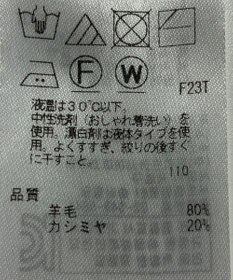 F
W
F23T
液温は30℃以下。
中性洗剤（おしゃれ着洗い）を
使用。漂白剤は液体タイプを使
用。よくすすぎ、絞りの後すぐ
に干すこと。
110
品質
羊毛 80%
カシミヤ 20%